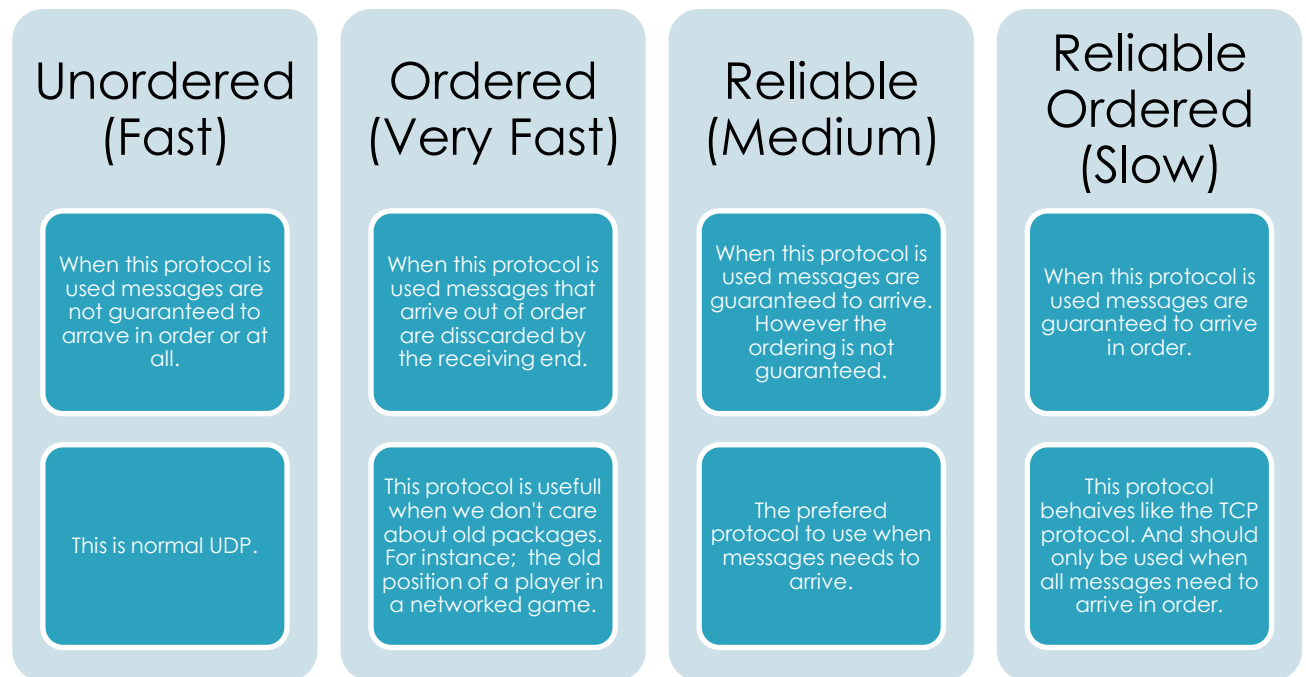 Unordered
(Fast)
When this protocol is
used messages are
not guaranteed to
arrave in order or at
all.
This is normal UDP.
Ordered
(Very Fast)
When this protocol is
used messages that
arrive out of order
are disscarded by
the receiving end.
This protocol is usefull
when we don't care
about old packages.
For instance;  the old
position of a player in
a networked game.
Reliable
(Medium)
When this protocol is
used messages are
guaranteed to arrive.
However the
ordering is not
guaranteed.
The prefered
protocol to use when
messages needs to
arrive.
Reliable
Ordered
(Slow)
When this protocol is
used messages are
guaranteed to arrive
in order.
This protocol
behaives like the TCP
protocol. And should
only be used when
all messages need to
arrive in order.